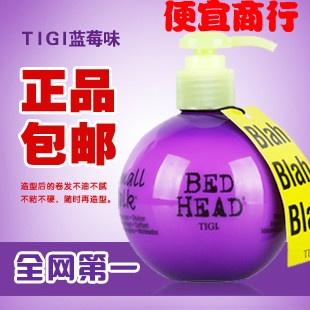 便宜商行
TIGI蓝莓味
正品
包邮
造型后的卷发不油不腻
不粘不硬，随时再造型。
全网第一
small
talk
BED
HEAD
TIGI
Blah
Blah
Bla